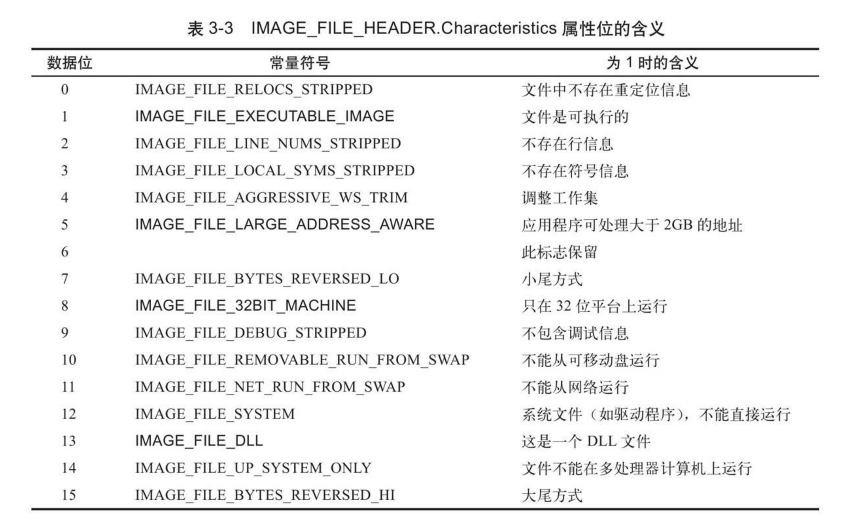 表 3-3 IMAGE_FILE_HEADER.Characteristics 属性位的含义
数据位 常量符号 为 1 时的含义
0 IMAGE_FILE_RELOCS_STRIPPED 文件中不存在重定位信息
1 IMAGE_FILE_EXECUTABLE_IMAGE 文件是可执行的
2 IMAGE_FILE_LINE_NUMS_STRIPPED 不存在行信息
3 IMAGE_FILE_LOCAL_SYMS_STRIPPED 不存在符号信息
4 IMAGE_FILE_AGGRESSIVE_WS_TRIM 调整工作集
5 IMAGE_FILE_LARGE_ADDRESS_AWARE 应用程序可处理大于 2GB 的地址
6 此标志保留
7 IMAGE_FILE_BYTES_REVERSED_LO 小尾方式
8 IMAGE_FILE_32BIT_MACHINE 只在 32 位平台上运行
9 IMAGE_FILE_DEBUG_STRIPPED 不包含调试信息
10 IMAGE_FILE_REMOVABLE_RUN_FROM_SWAP 不能从可移动盘运行
11 IMAGE_FILE_NET_RUN_FROM_SWAP 不能从网络运行
12 IMAGE_FILE_SYSTEM 系统文件（如驱动程序），不能直接运行
13 IMAGE_FILE_DLL 这是一个 DLL 文件
14 IMAGE_FILE_UP_SYSTEM_ONLY 文件不能在多处理器计算机上运行
15 IMAGE_FILE_BYTES_REVERSED_HI 大尾方式